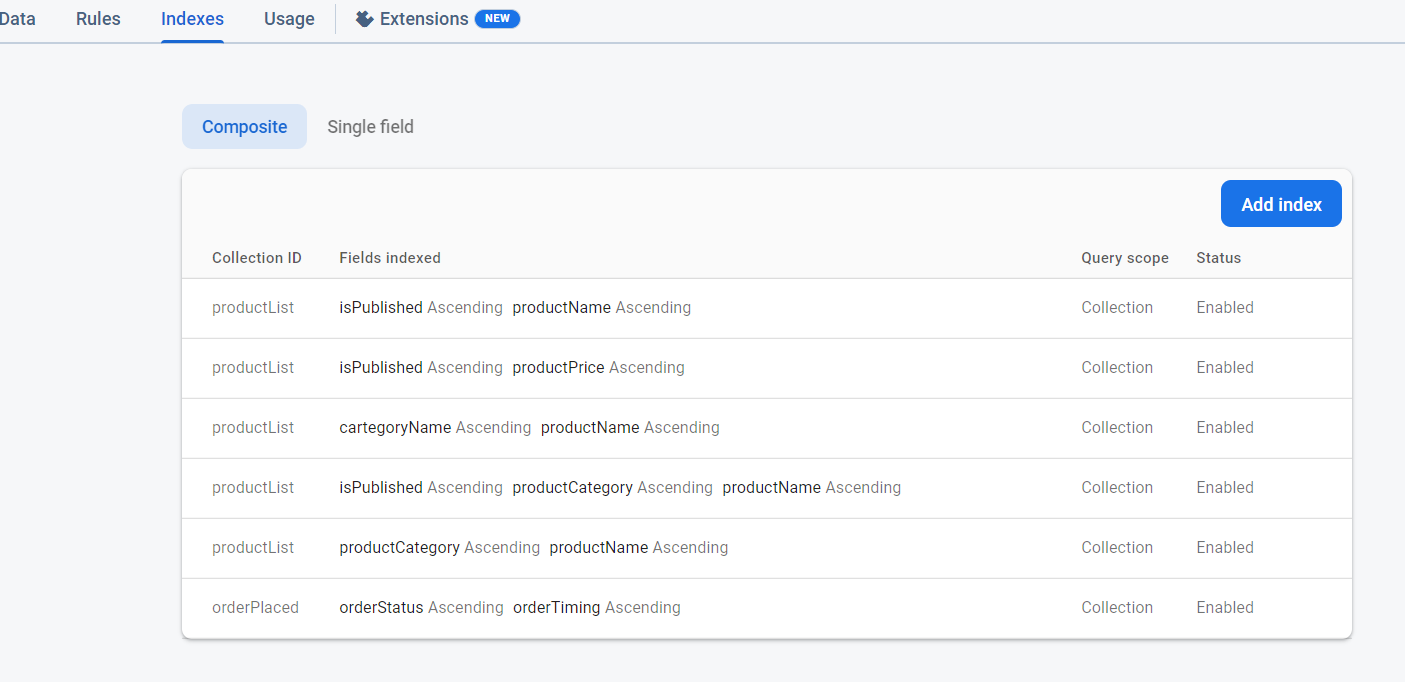 Data Rules Indexes Usage Extensions NEW
Composite Single field
Add index
Collection ID Fields indexed Query scope Status
productList isPublished Ascending productName Ascending Collection Enabled
productList isPublished Ascending productPrice Ascending Collection Enabled
productList cartegoryName Ascending productName Ascending Collection Enabled
productList isPublished Ascending productCategory Ascending productName Ascending Collection Enabled
productList productCategory Ascending productName Ascending Collection Enabled
orderPlaced orderStatus Ascending orderTiming Ascending Collection Enabled